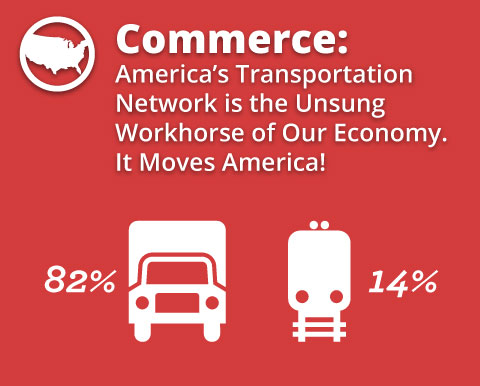 Commerce:
America’s Transportation
Network is the Unsung
Workhorse of Our Economy.
It Moves America!
82%
14%